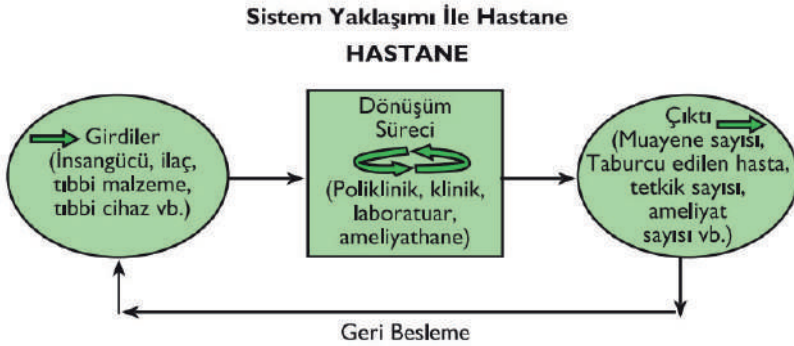 Sistem Yaklaşımı İle Hastane
HASTANE
Girdiler
(İnsangücü, ilaç,
tıbbi malzeme,
tıbbi cihaz vb.)
Dönüşüm
Süreci
(Poliklinik, klinik,
laboratuar,
ameliyathane)
Çıktı
(Muayene sayısı,
Taburcu edilen hasta,
tetkik sayısı,
ameliyat
sayısı vb.)
Geri Besleme